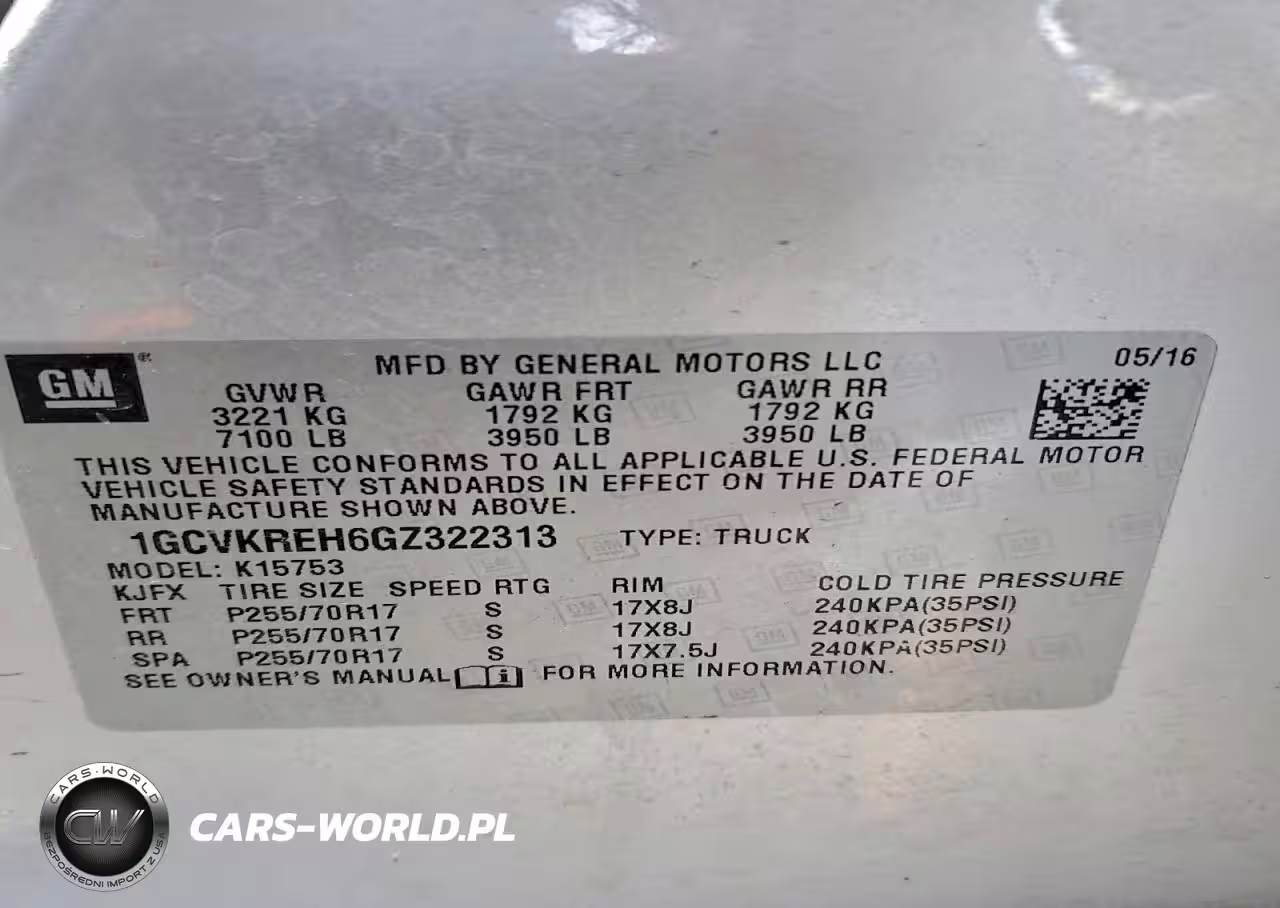 GM
MFD BY GENERAL MOTORS LLC 05/16
GVWR GAWR FRT GAWR RR
3221 KG 1792 KG 1792 KG
7100 LB 3950 LB 3950 LB
THIS VEHICLE CONFORMS TO ALL APPLICABLE U.S. FEDERAL MOTOR
VEHICLE SAFETY STANDARDS IN EFFECT ON THE DATE OF
MANUFACTURE SHOWN ABOVE.
1GCVKREH6GZ322313 TYPE: TRUCK
MODEL: K15753
KJFX TIRE SIZE SPEED RTG RIM COLD TIRE PRESSURE
FRT P255/70R17 S 17X8J 240KPA(35PSI)
RR P255/70R17 S 17X8J 240KPA(35PSI)
SPA P255/70R17 S 17X7.5J 240KPA(35PSI)
SEE OWNER'S MANUAL FOR MORE INFORMATION.
CARS-WORLD
CW
BEZPOŚREDNI IMPORT Z USA
CARS-WORLD.PL